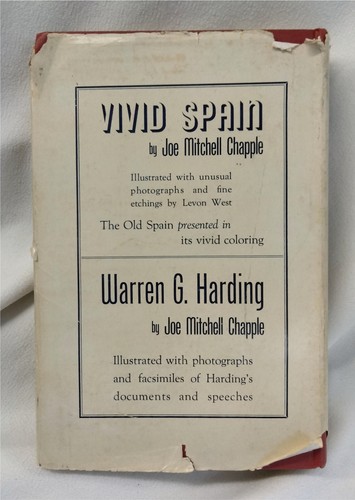 VIVID SPAIN
by Joe Mitchell Chapple
Illustrated with unusual
photographs and fine
etchings by Levon West
The Old Spain presented in
its vivid coloring
Warren G. Harding
by Joe Mitchell Chapple
Illustrated with photographs
and facsimiles of Harding's
documents and speeches